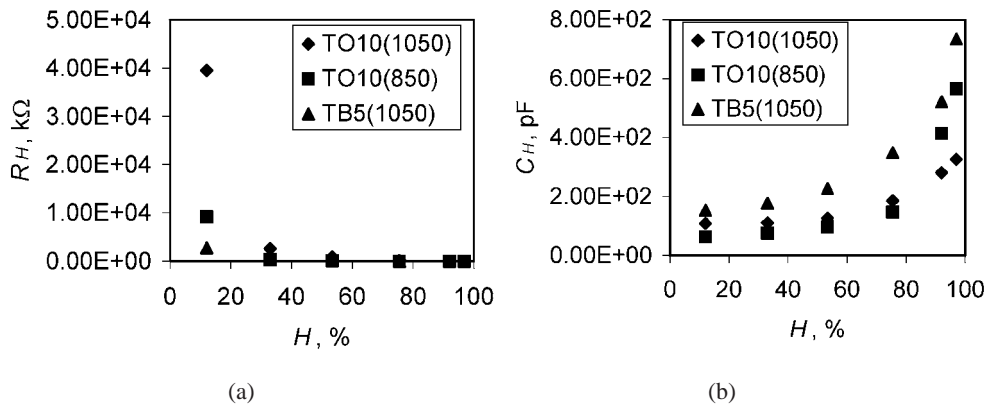 5.00E+04
4.00E+04
3.00E+04
2.00E+04
1.00E+04
0.00E+00
RH, kΩ
TO10(1050)
TO10(850)
TB5(1050)
0 20 40 60 80 100
H, %
(a)
8.00E+02
6.00E+02
4.00E+02
2.00E+02
0.00E+00
CH, pF
TO10(1050)
TO10(850)
TB5(1050)
0 20 40 60 80 100
H, %
(b)